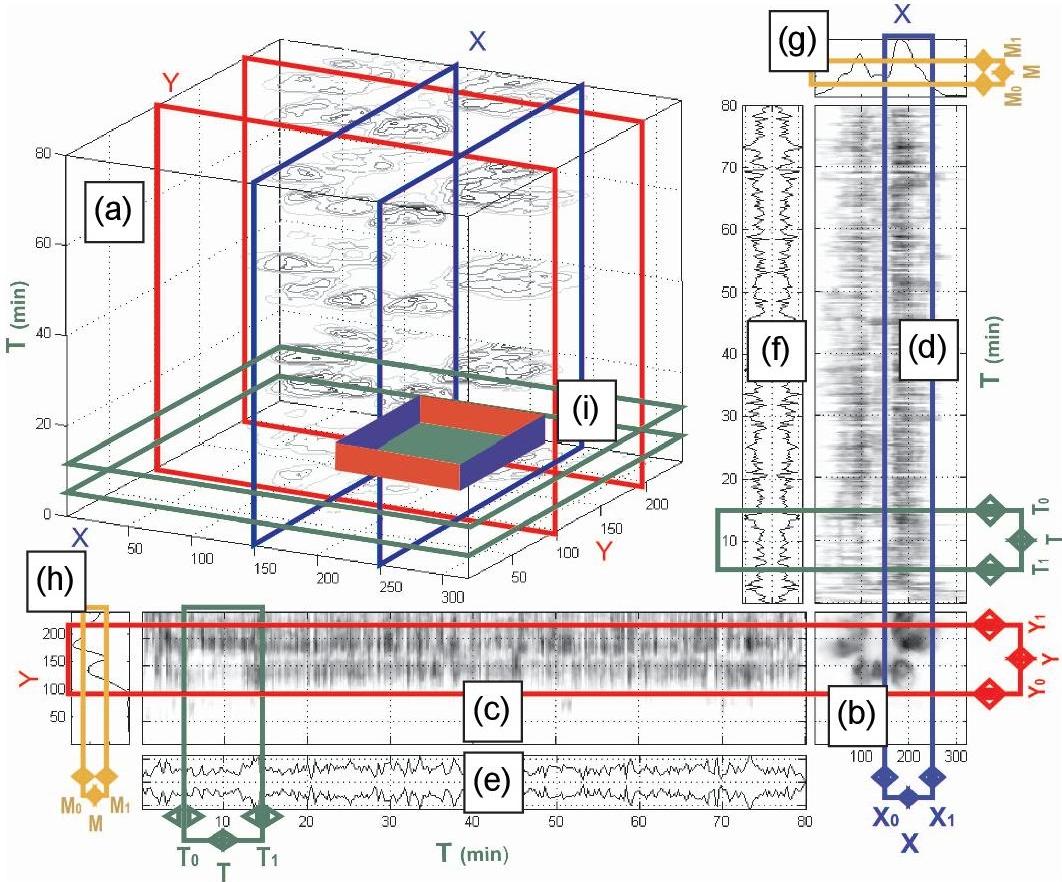 X
X
(g)
M₁
M
M₀
Y
80
(a)
60
T (min)
40
20
0
(i)
X
50
100
150
200
250
300
50
100
150
200
Y
80
70
60
50
40
30
20
10
(f)
(d)
T (min)
T₀
T
T₁
(h)
Y
200
150
100
50
(c)
(b)
Y₁
Y
Y₀
100
200
300
(e)
M₀
M₁
M
10
20
30
40
50
60
70
80
T₀
T₁
T
T (min)
X₀
X₁
X